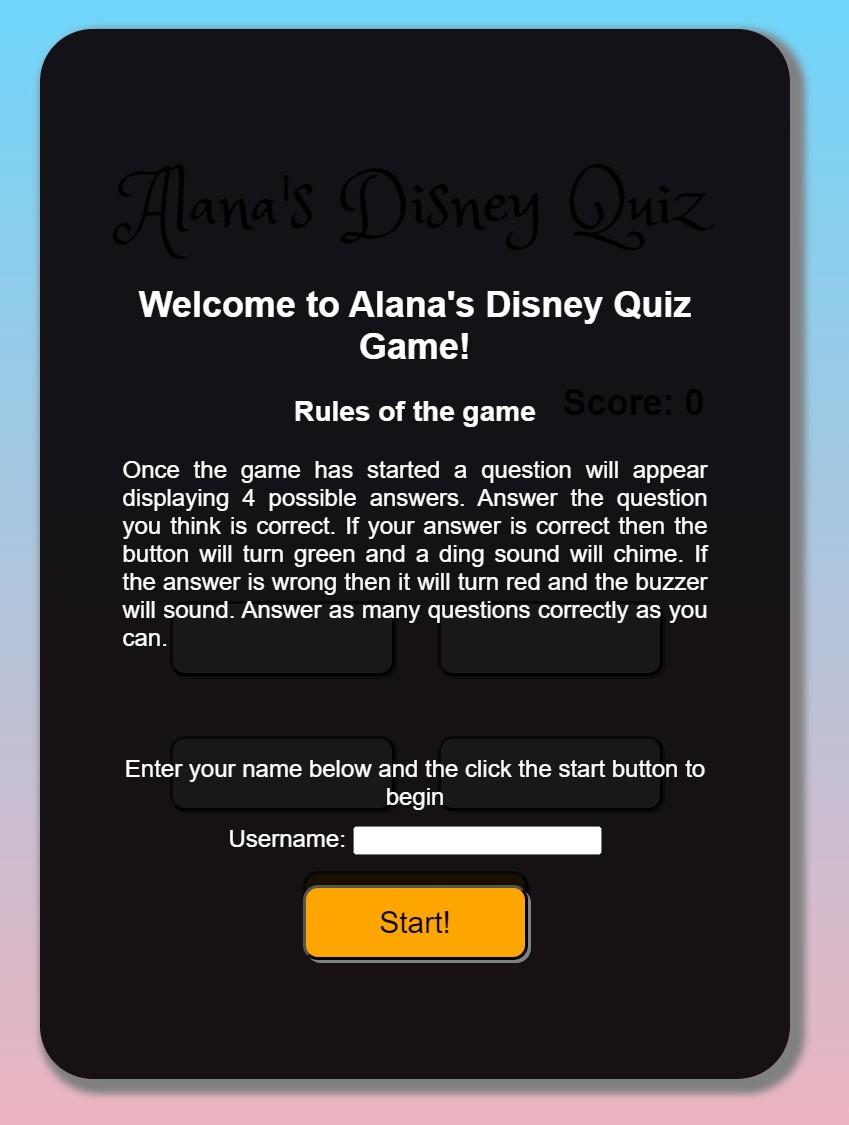 Alana's Disney Quiz
Welcome to Alana's Disney Quiz
Game!
Score: 0
Rules of the game
Once the game has started a question will appear
displaying 4 possible answers. Answer the question
you think is correct. If your answer is correct then the
button will turn green and a ding sound will chime. If
the answer is wrong then it will turn red and the buzzer
will sound. Answer as many questions correctly as you
can.
Enter your name below and the click the start button to
begin
Username:
Start!